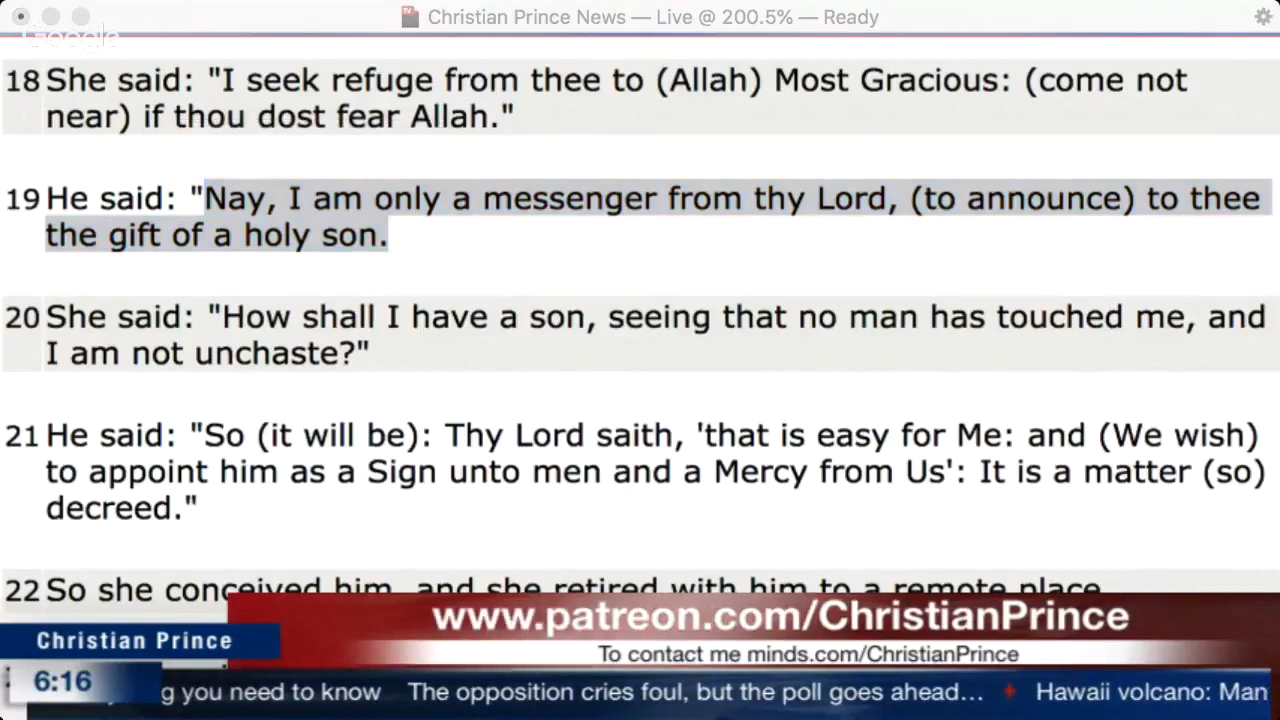 Christian Prince News — Live @ 200.5% — Ready
Google
18 She said: "I seek refuge from thee to (Allah) Most Gracious: (come not
near) if thou dost fear Allah."
19 He said: "Nay, I am only a messenger from thy Lord, (to announce) to thee
the gift of a holy son.
20 She said: "How shall I have a son, seeing that no man has touched me, and
I am not unchaste?"
21 He said: "So (it will be): Thy Lord saith, 'that is easy for Me: and (We wish)
to appoint him as a Sign unto men and a Mercy from Us': It is a matter (so)
decreed."
22 So she conceived him, and she retired with him to a remote place.
www.patreon.com/ChristianPrince
Christian Prince
To contact me minds.com/ChristianPrince
6:16
g you need to know The opposition cries foul, but the poll goes ahead... Hawaii volcano: Man